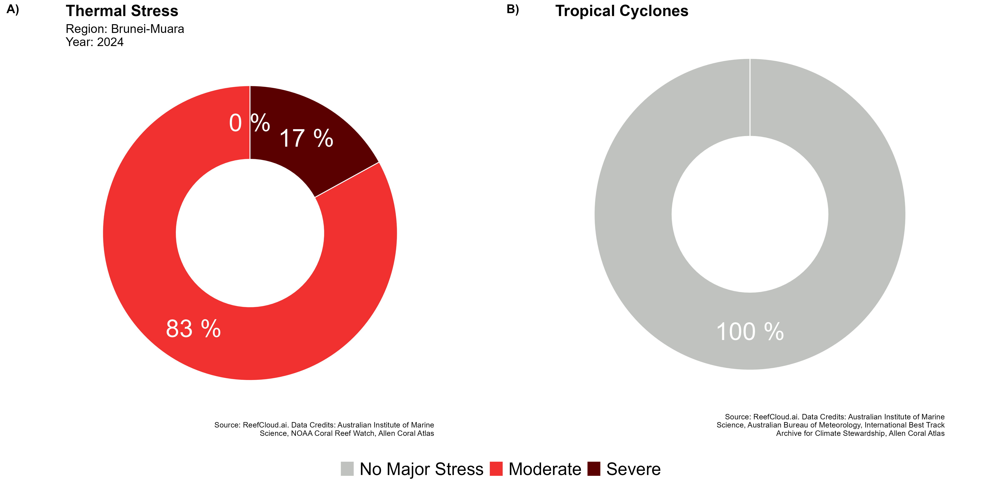 A)
Thermal Stress
Region: Brunei-Muara
Year: 2024
0 %
17 %
83 %
Source: ReefCloud.ai. Data Credits: Australian Institute of Marine
Science, NOAA Coral Reef Watch, Allen Coral Atlas
B)
Tropical Cyclones
100 %
Source: ReefCloud.ai. Data Credits: Australian Institute of Marine
Science, Australian Bureau of Meteorology, International Best Track
Archive for Climate Stewardship, Allen Coral Atlas
No Major Stress Moderate Severe